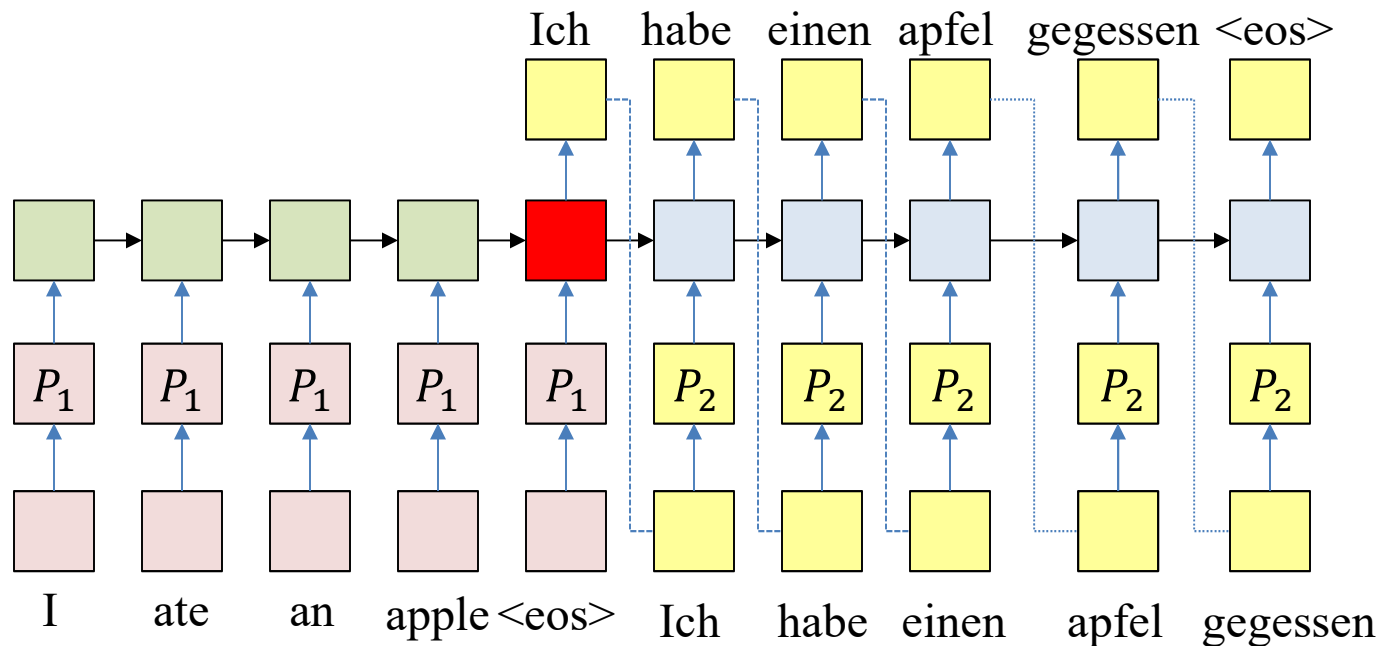 Ich habe einen apfel gegessen <eos>
P₁ P₁ P₁ P₁ P₁ P₂ P₂ P₂ P₂ P₂
I ate an apple <eos> Ich habe einen apfel gegessen